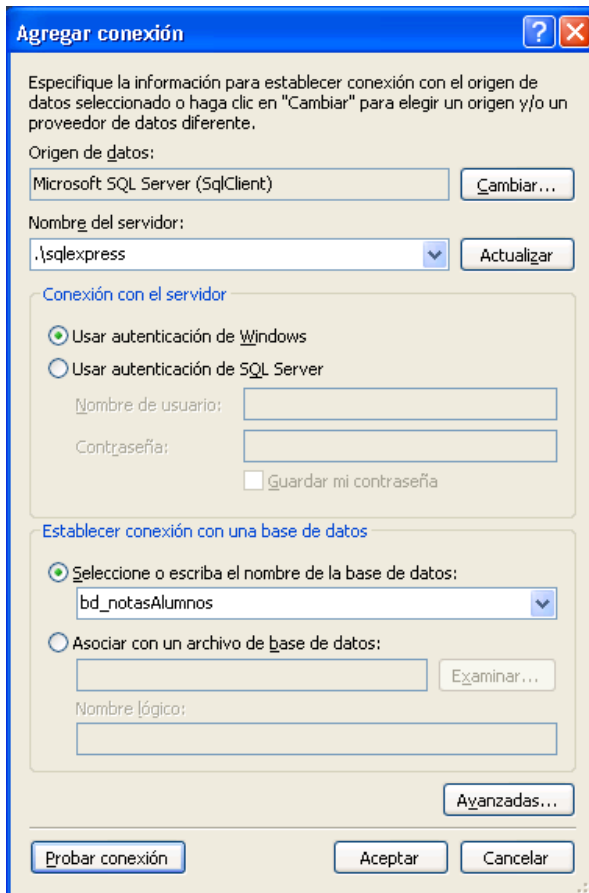 Agregar conexión
Especifique la información para establecer conexión con el origen de
datos seleccionado o haga clic en "Cambiar" para elegir un origen y/o un
proveedor de datos diferente.
Origen de datos:
Microsoft SQL Server (SqlClient)
Cambiar...
Nombre del servidor:
.\sqlexpress
Actualizar
Conexión con el servidor
Usar autenticación de Windows
Usar autenticación de SQL Server
Nombre de usuario:
Contraseña:
Guardar mi contraseña
Establecer conexión con una base de datos
Seleccione o escriba el nombre de la base de datos:
bd_notasAlumnos
Asociar con un archivo de base de datos:
Examinar...
Nombre lógico:
Avanzadas...
Probar conexión
Aceptar
Cancelar